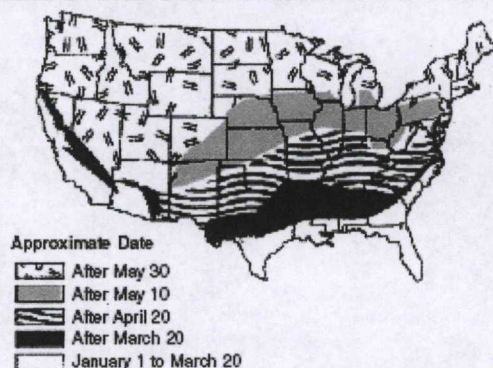 Approximate Date
After May 30
After May 10
After April 20
After March 20
January 1 to March 20